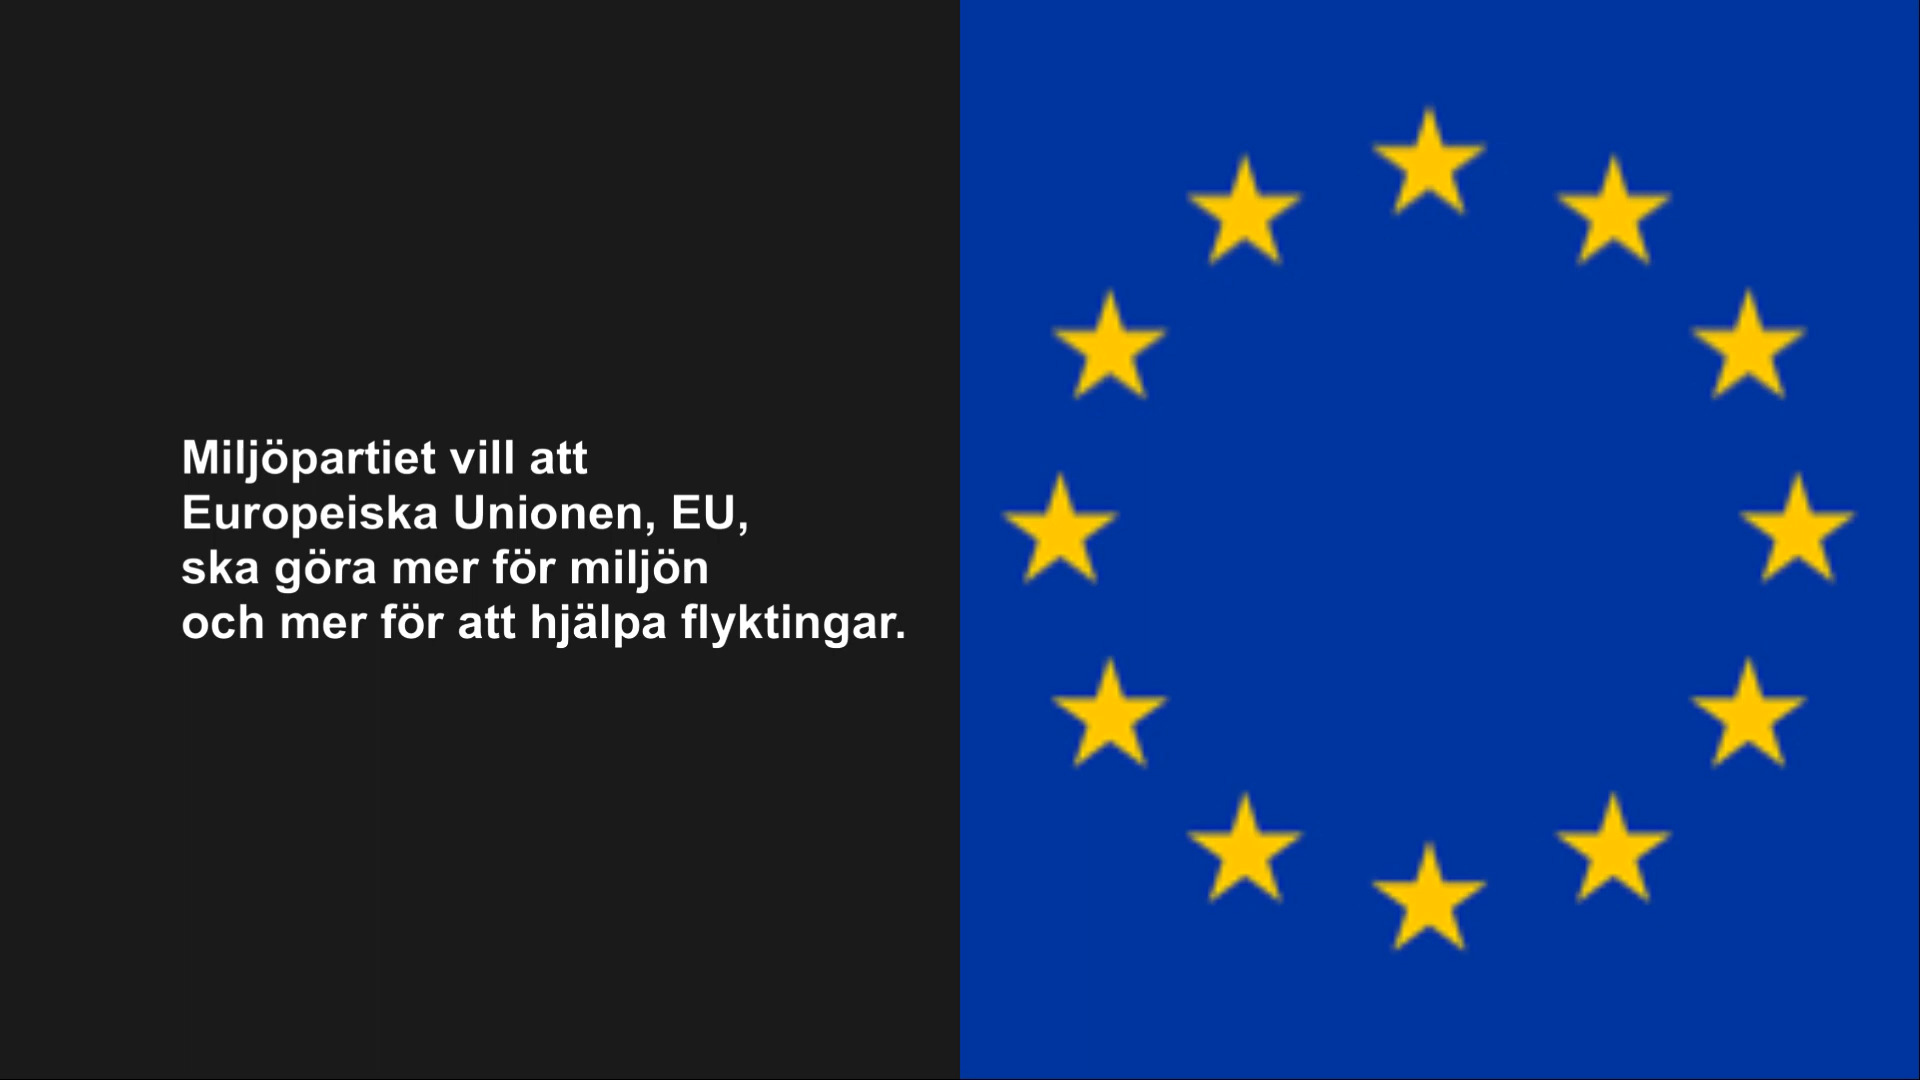 Miljöpartiet vill att
Europeiska Unionen, EU,
ska göra mer för miljön
och mer för att hjälpa flyktingar.